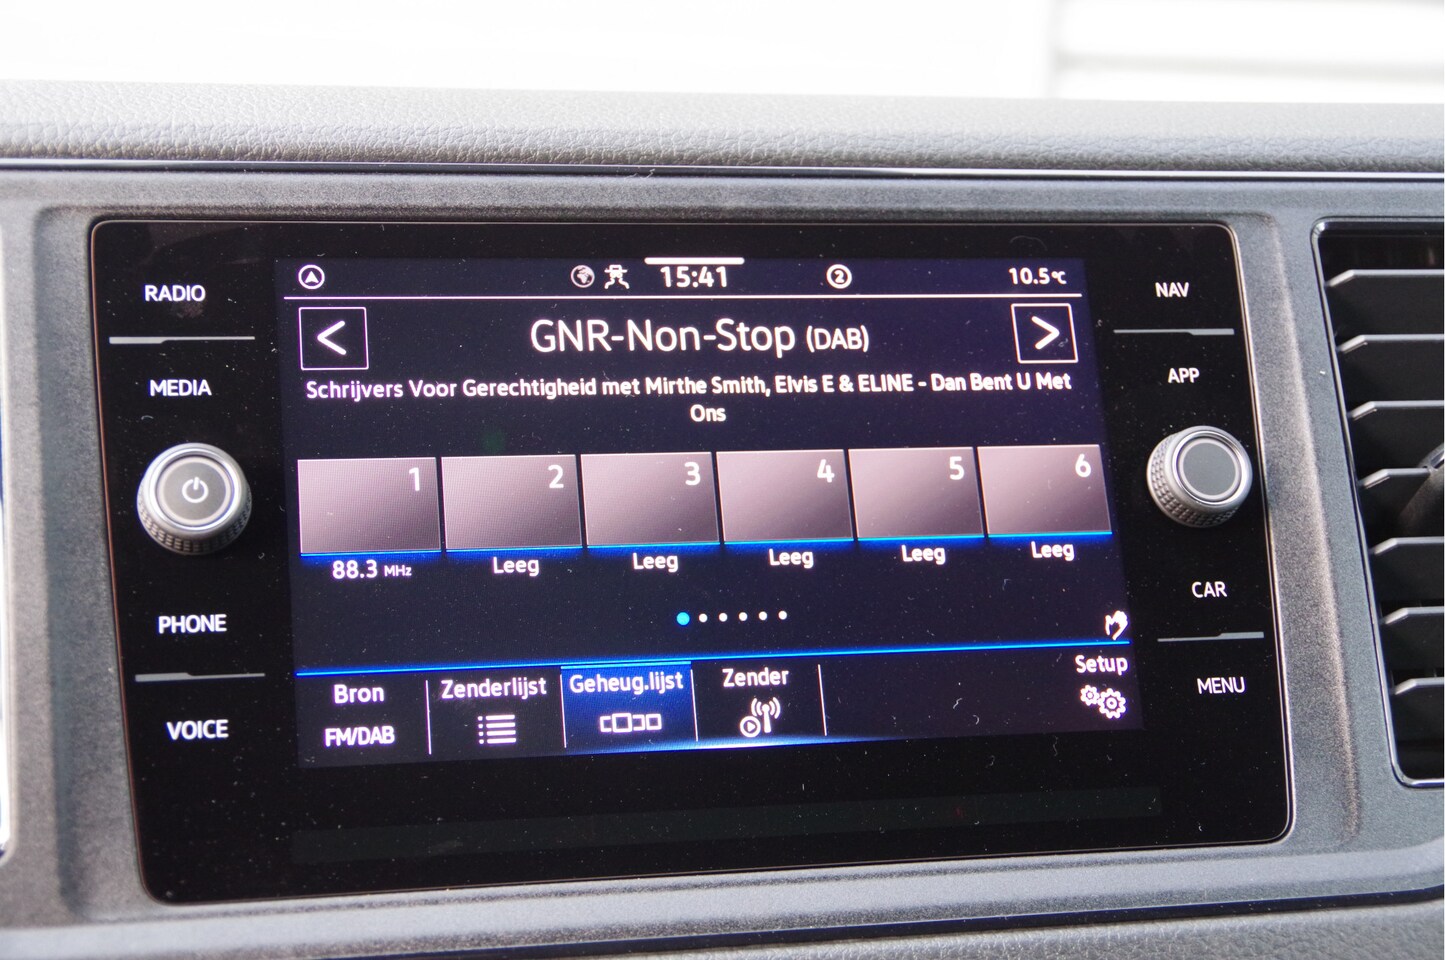 RADIO
MEDIA
PHONE
VOICE
15:41
2
10.5°C
< GNR-Non-Stop (DAB) >
Schrijvers Voor Gerechtigheid met Mirthe Smith, Elvis E & ELINE - Dan Bent U Met
Ons
1 2 3 4 5 6
88.3 MHz Leeg Leeg Leeg Leeg Leeg
Bron Zenderlijst Geheug.lijst Zender Setup
FM/DAB
NAV
APP
CAR
MENU